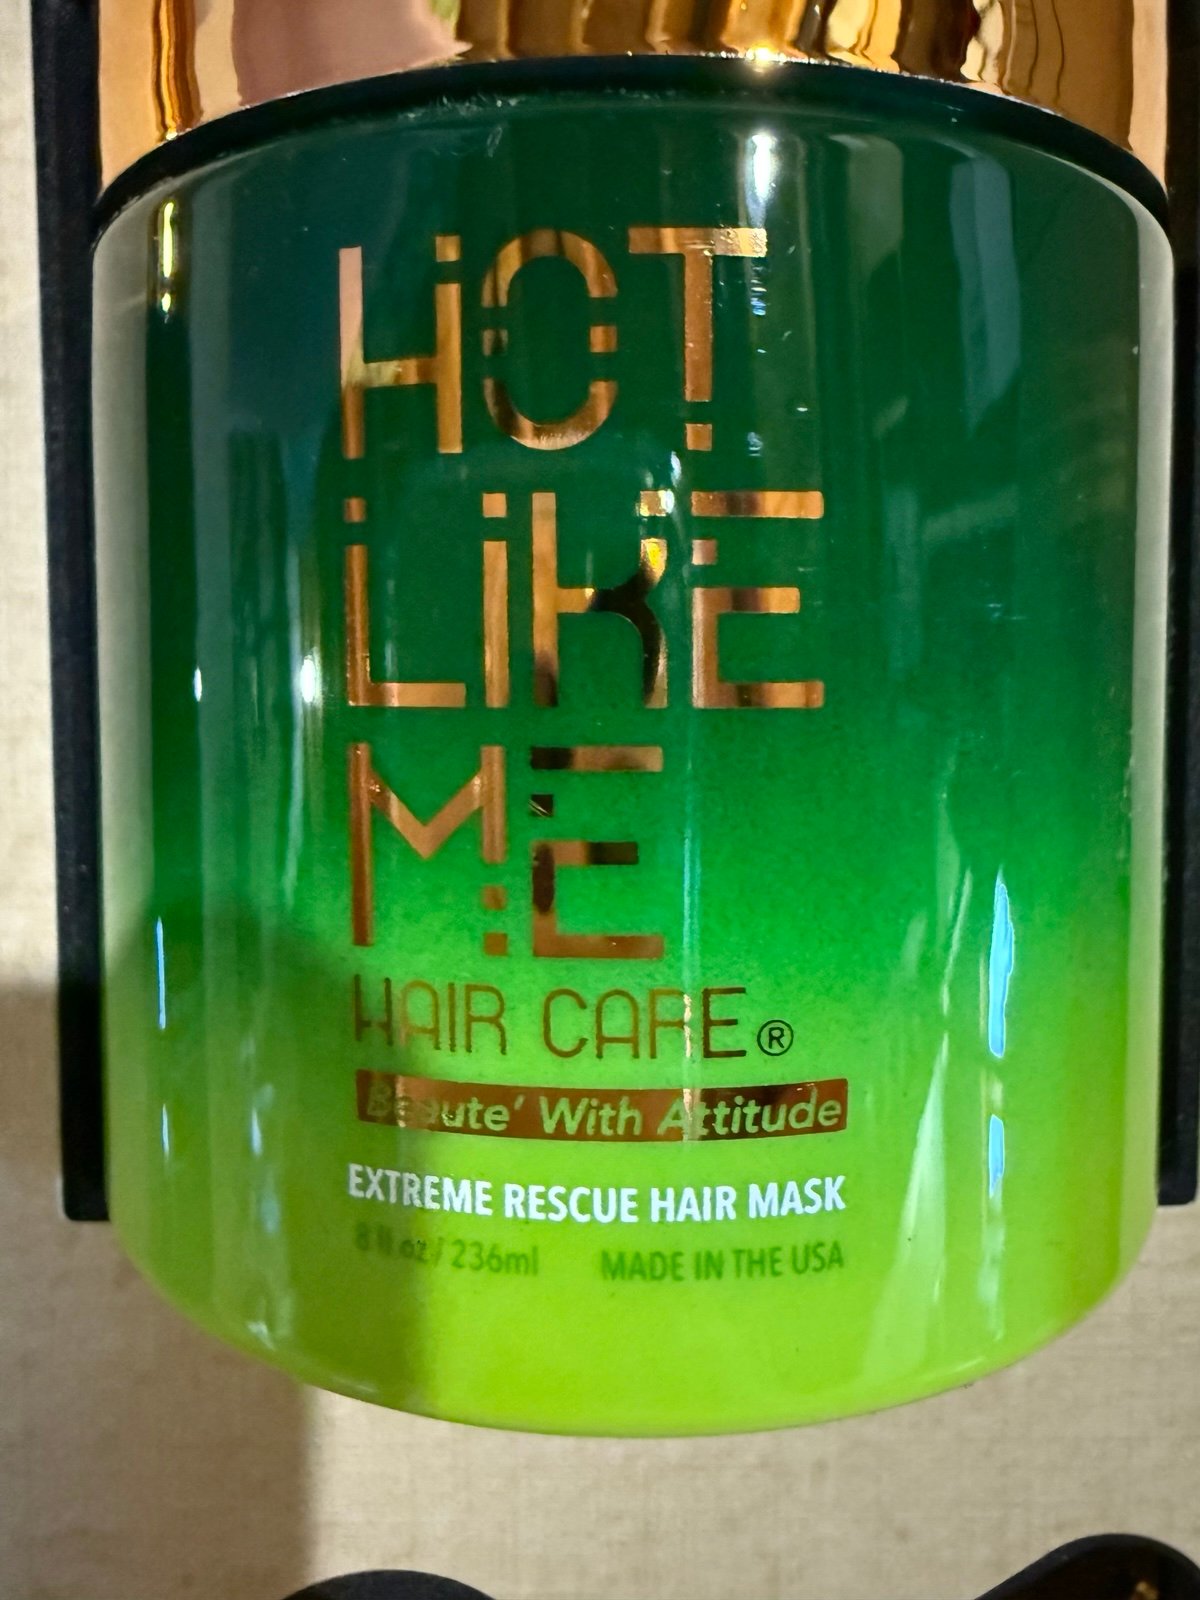 HOT
LiKE
ME
HAIR CARE®
Beaute' With Attitude
EXTREME RESCUE HAIR MASK
8 fl oz / 236ml MADE IN THE USA